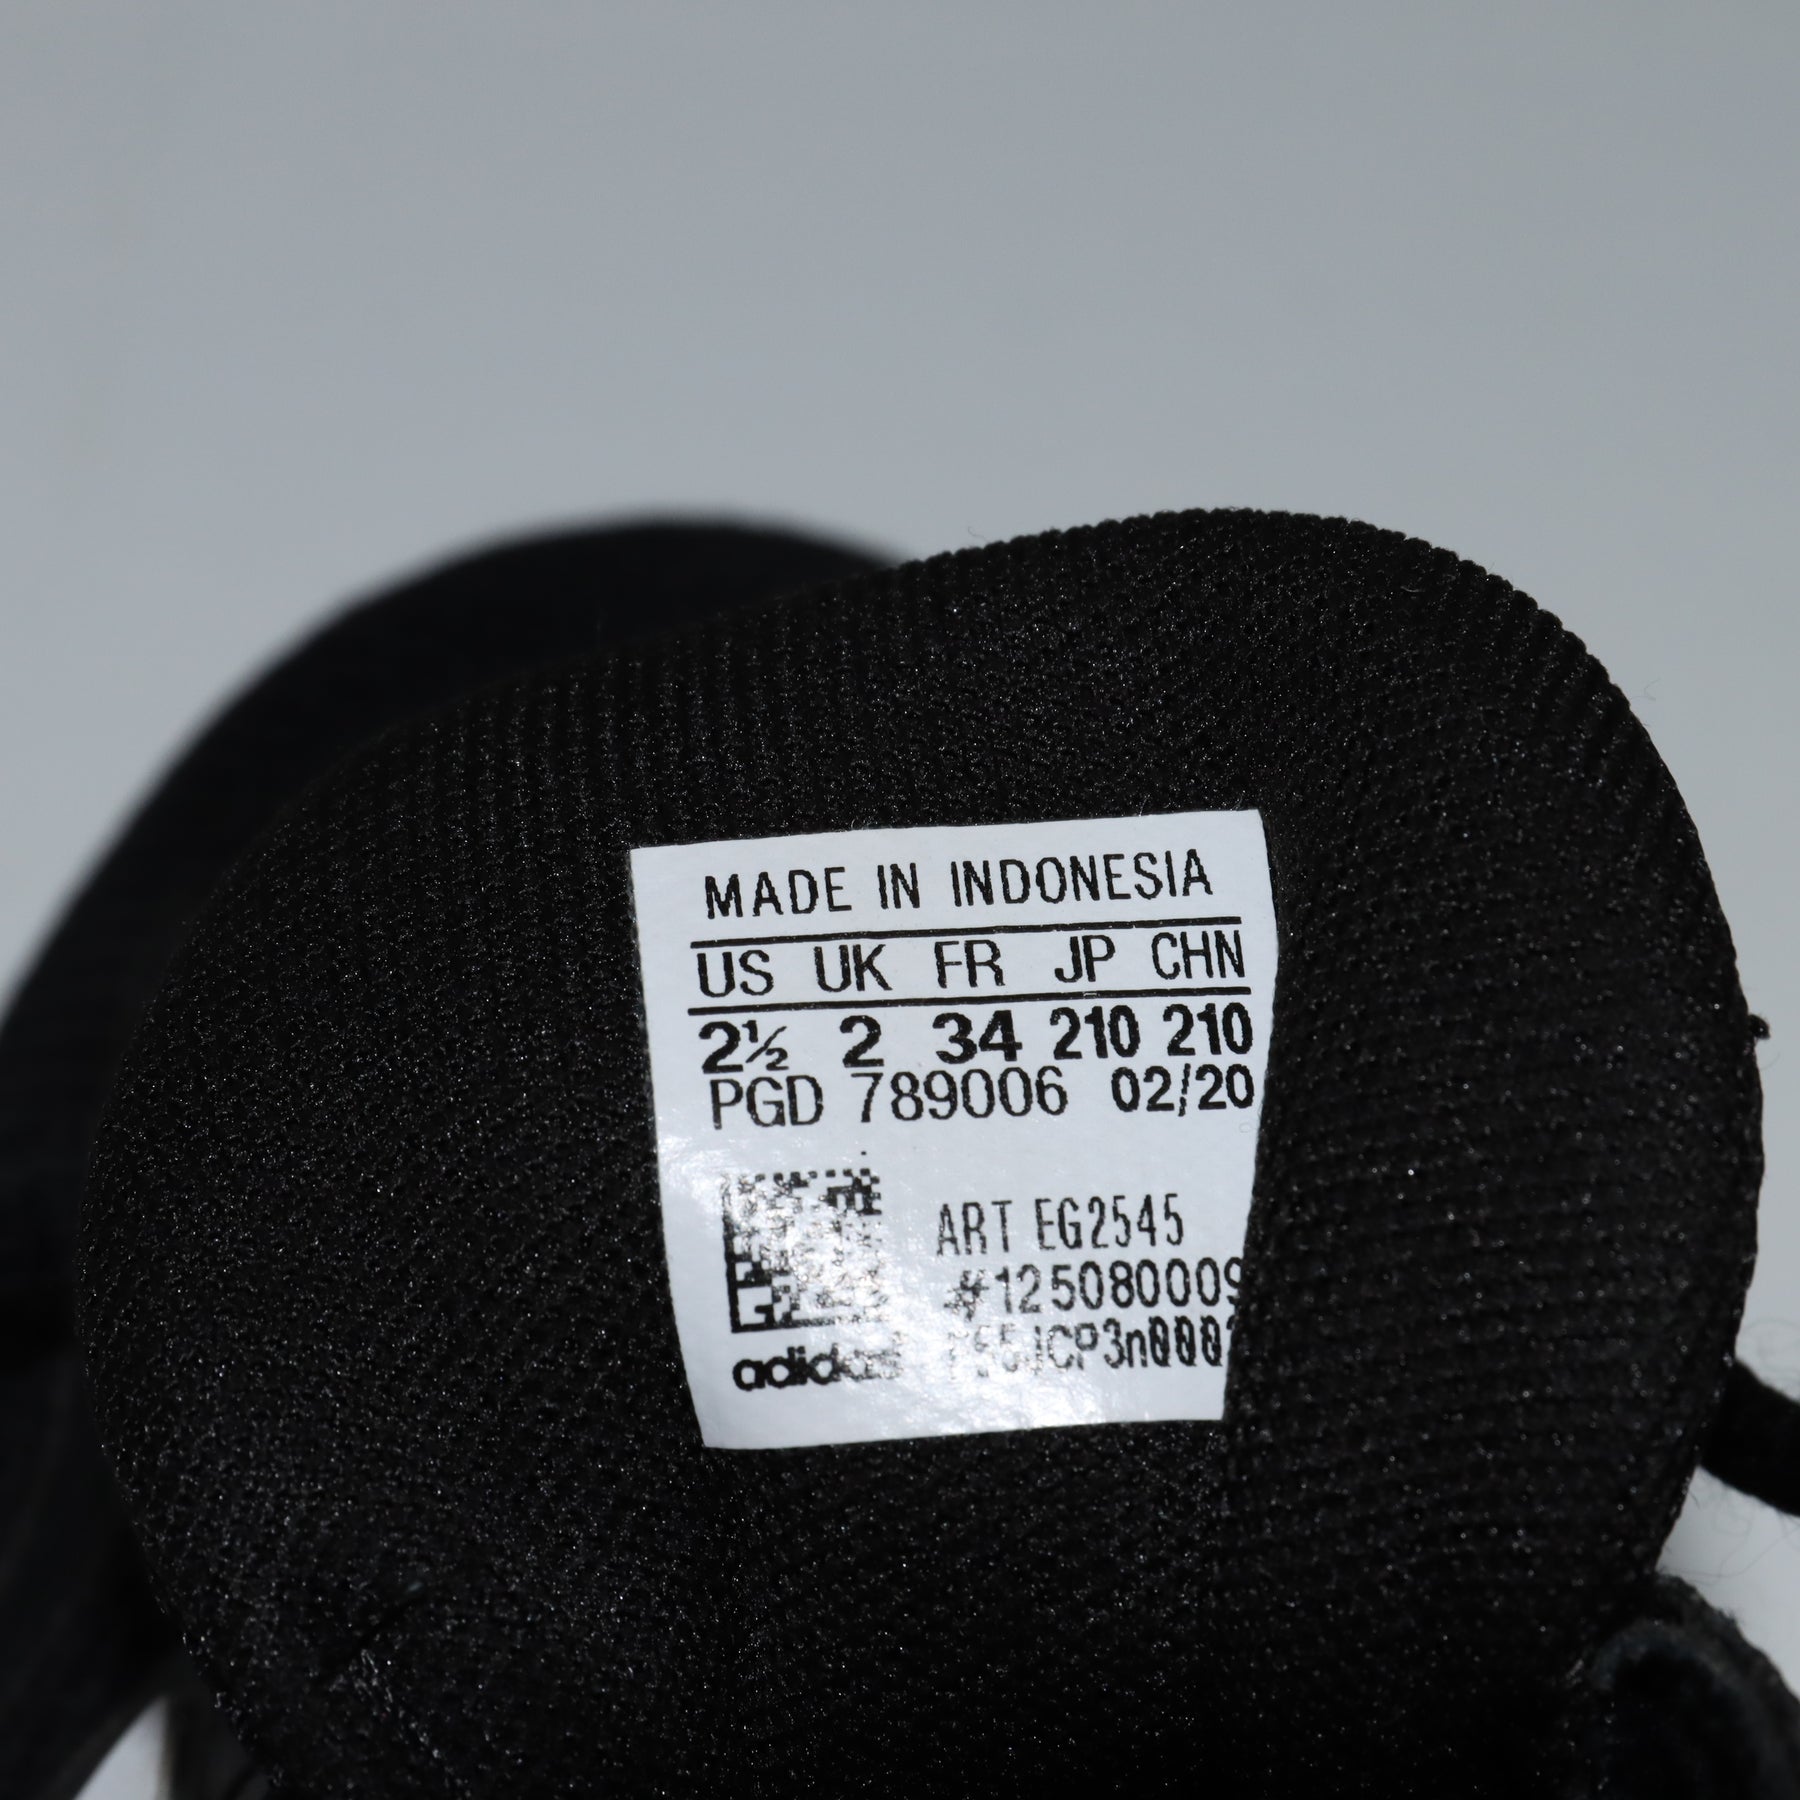 MADE IN INDONESIA
US UK FR JP CHN
2½ 2 34 210 210
PGD 789006 02/20
ART EG2545
#125080009
adidas